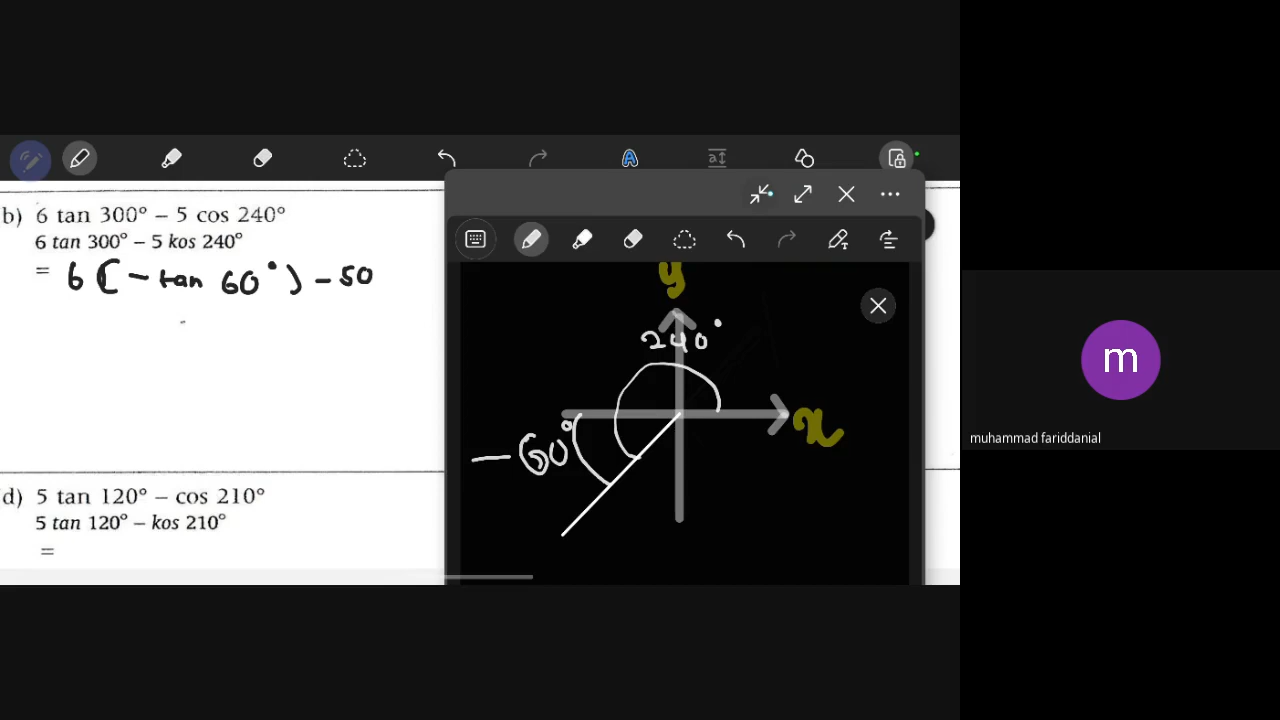 b) 6 tan 300° – 5 cos 240°
6 tan 300° – 5 kos 240°
= 6 (– tan 60°) – 50
d) 5 tan 120° – cos 210°
5 tan 120° – kos 210°
=
A
a
y
240°
x
– 60°
m
muhammad fariddanial